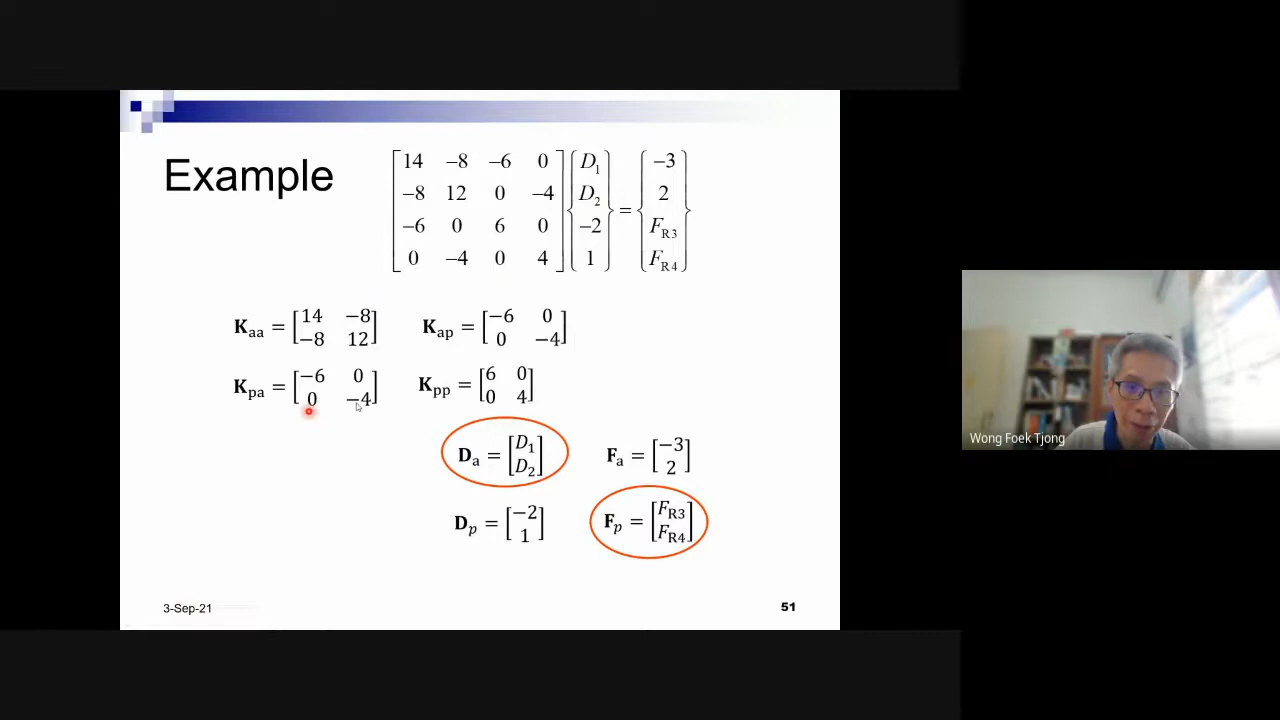 Example
[14 −8 −6 0] {D₁} = {−3}
[−8 12 0 −4] {D₂} {2}
[−6 0 6 0] {−2} {F_R3}
[0 −4 0 4] {1} {F_R4}
K_aa = [14 −8
−8 12] K_ap = [−6 0
0 −4]
K_pa = [−6 0
0 −4] K_pp = [6 0
0 4]
D_a = [D₁
D₂] F_a = [−3
2]
D_p = [−2
1] F_p = [F_R3
F_R4]
3-Sep-21
51
Wong Foek Tjong